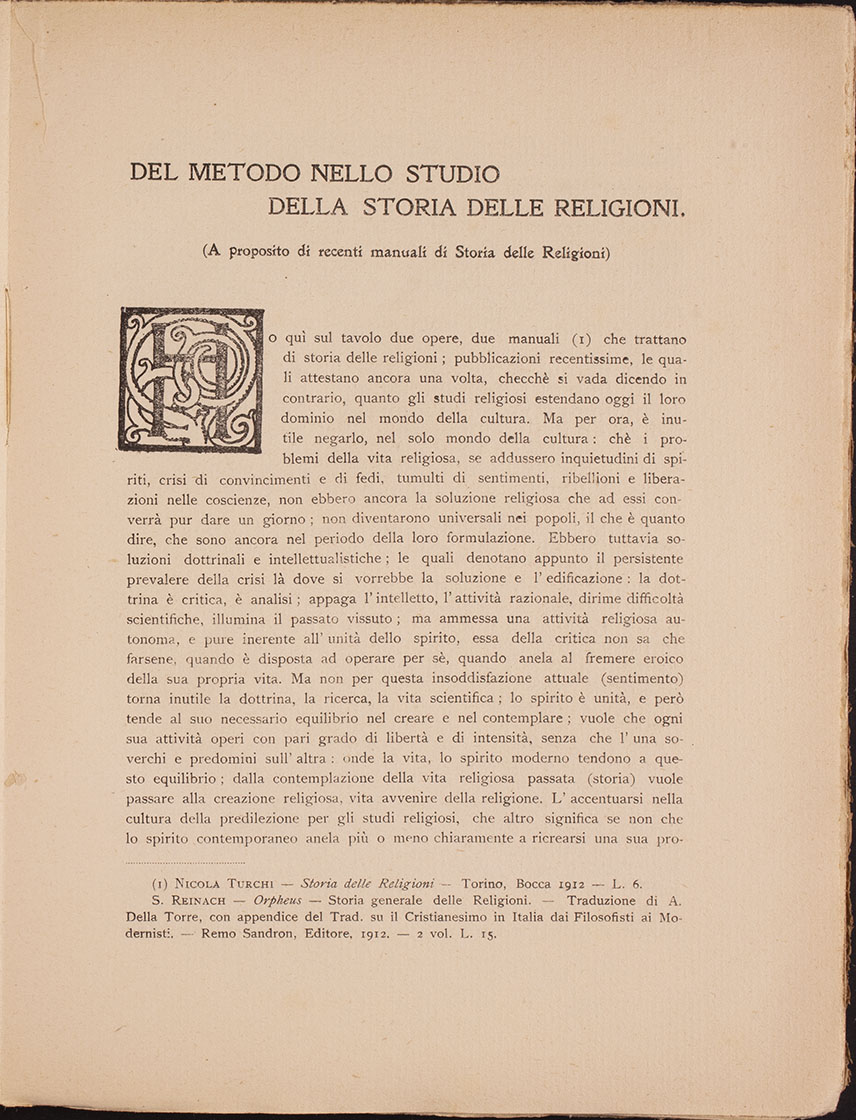 DEL METODO NELLO STUDIO
DELLA STORIA DELLE RELIGIONI.
(A proposito di recenti manuali di Storia delle Religioni)
Ho quì sul tavolo due opere, due manuali (1) che trattano
di storia delle religioni ; pubblicazioni recentissime, le qua-
li attestano ancora una volta, checchè si vada dicendo in
contrario, quanto gli studi religiosi estendano oggi il loro
dominio nel mondo della cultura. Ma per ora, è inu-
tile negarlo, nel solo mondo della cultura : chè i pro-
blemi della vita religiosa, se addussero inquietudini di spi-
riti, crisi di convincimenti e di fedi, tumulti di sentimenti, ribellioni e libera-
zioni nelle coscienze, non ebbero ancora la soluzione religiosa che ad essi con-
verrà pur dare un giorno ; non diventarono universali nei popoli, il che è quanto
dire, che sono ancora nel periodo della loro formulazione. Ebbero tuttavia so-
luzioni dottrinali e intellettualistiche ; le quali denotano appunto il persistente
prevalere della crisi là dove si vorrebbe la soluzione e l' edificazione : la dot-
trina è critica, è analisi ; appaga l' intelletto, l' attività razionale, dirime difficoltà
scientifiche, illumina il passato vissuto ; ma ammessa una attività religiosa au-
tonoma, e pure inerente all' unità dello spirito, essa della critica non sa che
farsene, quando è disposta ad operare per sè, quando anela al fremere eroico
della sua propria vita. Ma non per questa insoddisfazione attuale (sentimento)
torna inutile la dottrina, la ricerca, la vita scientifica ; lo spirito è unità, e però
tende al suo necessario equilibrio nel creare e nel contemplare ; vuole che ogni
sua attività operi con pari grado di libertà e di intensità, senza che l' una so-
verchi e predomini sull' altra : onde la vita, lo spirito moderno tendono a que-
sto equilibrio ; dalla contemplazione della vita religiosa passata (storia) vuole
passare alla creazione religiosa, vita avvenire della religione. L' accentuarsi nella
cultura della predilezione per gli studi religiosi, che altro significa se non che
lo spirito contemporaneo anela più o meno chiaramente a ricrearsi una sua pro-
(1) NICOLA TURCHI — Storia delle Religioni — Torino, Bocca 1912 — L. 6.
S. REINACH — Orpheus — Storia generale delle Religioni. — Traduzione di A.
Della Torre, con appendice del Trad. su il Cristianesimo in Italia dai Filosofisti ai Mo-
dernisti. — Remo Sandron, Editore, 1912. — 2 vol. L. 15.